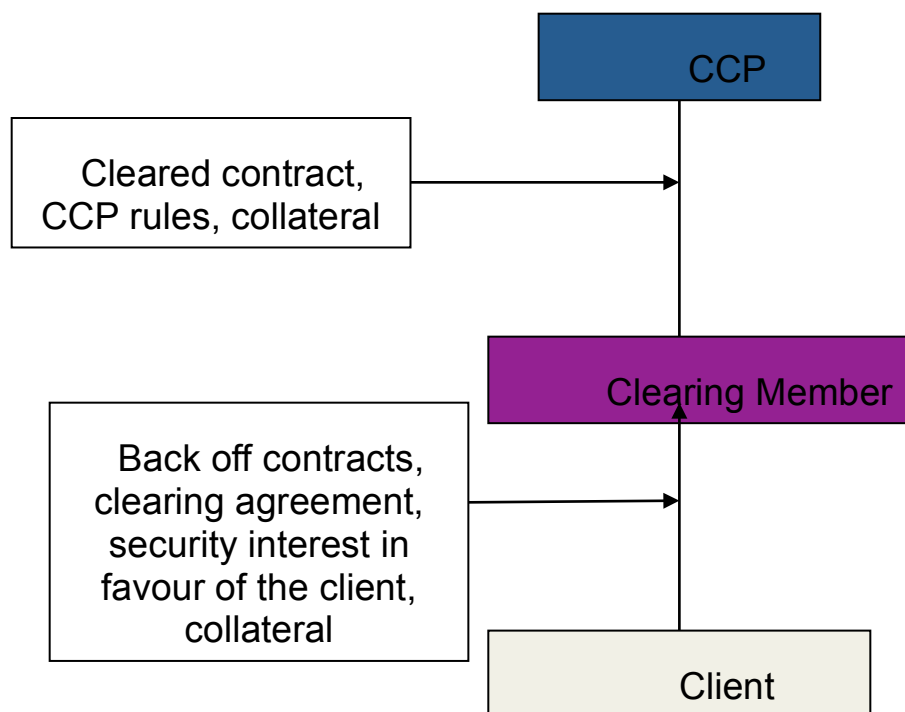 CCP
Cleared contract,
CCP rules, collateral
Clearing Member
Back off contracts,
clearing agreement,
security interest in
favour of the client,
collateral
Client